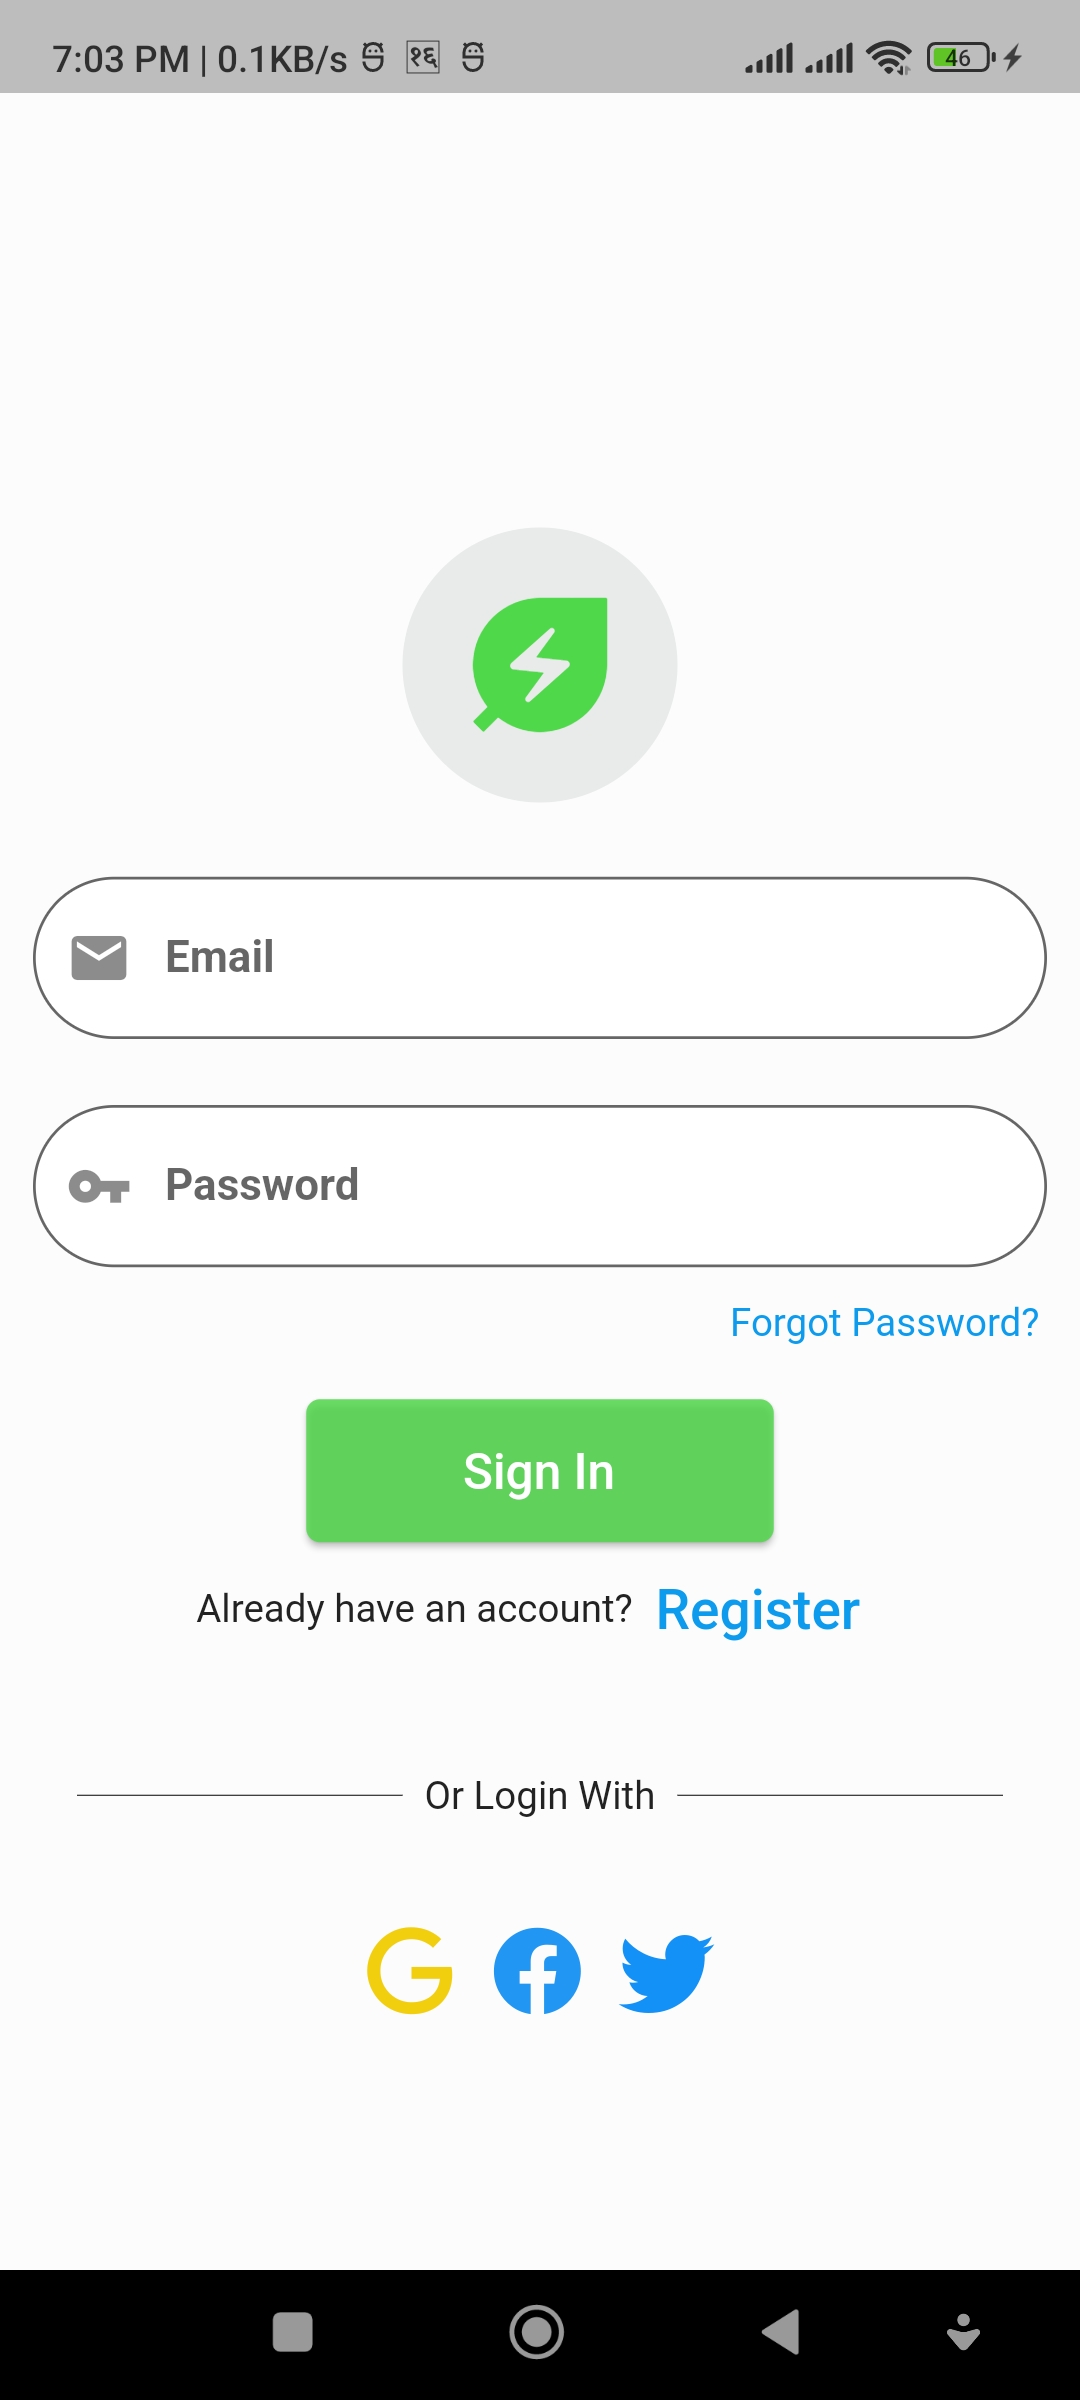 7:03 PM | 0.1KB/s १६ 46
Email
Password
Forgot Password?
Sign In
Already have an account? Register
Or Login With